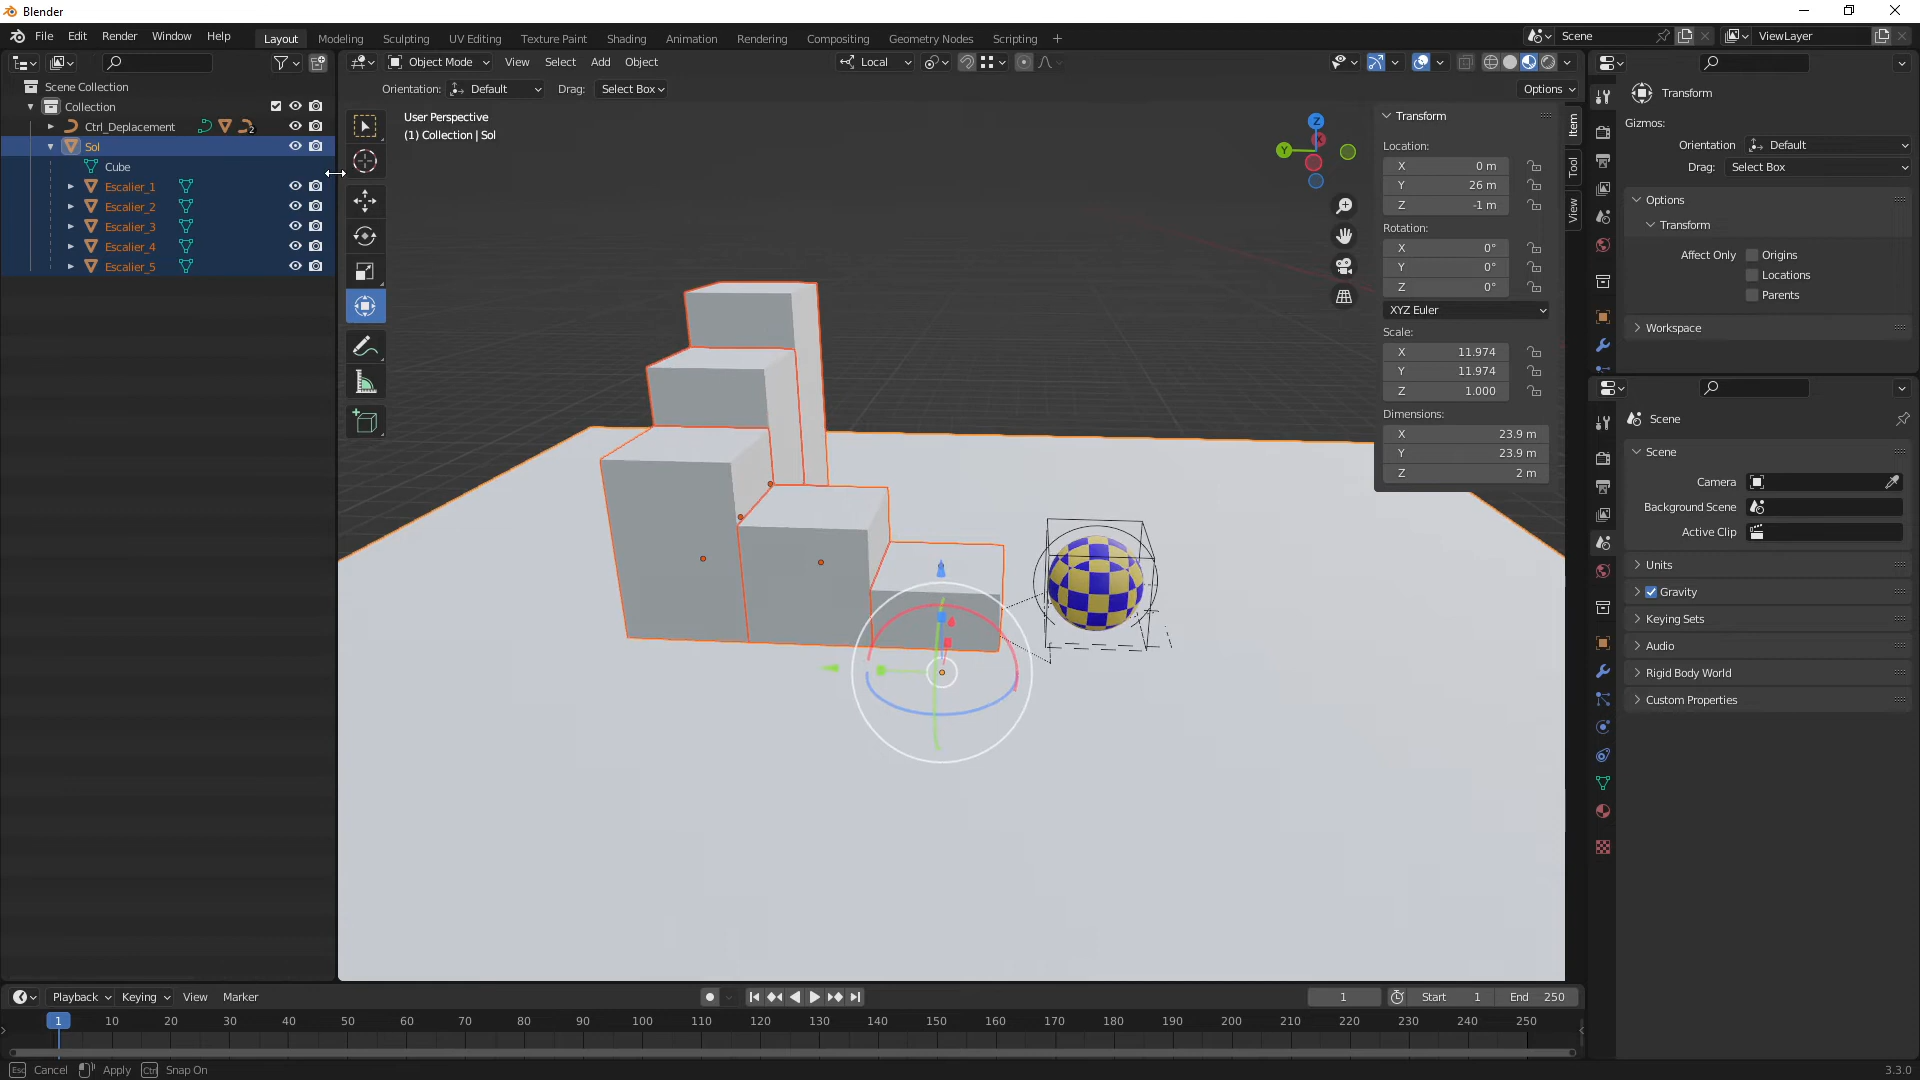 Blender
File Edit Render Window Help Layout Modeling Sculpting UV Editing Texture Paint Shading Animation Rendering Compositing Geometry Nodes Scripting + Scene ViewLayer
Object Mode View Select Add Object Local
Orientation: Default Drag: Select Box Options
Scene Collection
Collection
Ctrl_Deplacement 2
Sol
Cube
Escalier_1
Escalier_2
Escalier_3
Escalier_4
Escalier_5
User Perspective
(1) Collection | Sol
Z
Y
Transform
Location:
X 0 m
Y 26 m
Z -1 m
Rotation:
X 0°
Y 0°
Z 0°
XYZ Euler
Scale:
X 11.974
Y 11.974
Z 1.000
Dimensions:
X 23.9 m
Y 23.9 m
Z 2 m
Item
Tool
View
Transform
Gizmos:
Orientation Default
Drag: Select Box
Options
Transform
Affect Only Origins
Locations
Parents
Workspace
Scene
Scene
Camera
Background Scene
Active Clip
Units
Gravity
Keying Sets
Audio
Rigid Body World
Custom Properties
Playback Keying View Marker 1 Start 1 End 250
1 10 20 30 40 50 60 70 80 90 100 110 120 130 140 150 160 170 180 190 200 210 220 230 240 250
Esc Cancel Apply Ctrl Snap On 3.3.0